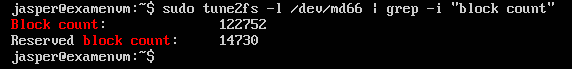 jasper@examenvm:~$ sudo tune2fs -l /dev/md66 | grep -i "block count"
Block count:              122752
Reserved block count:     14730
jasper@examenvm:~$